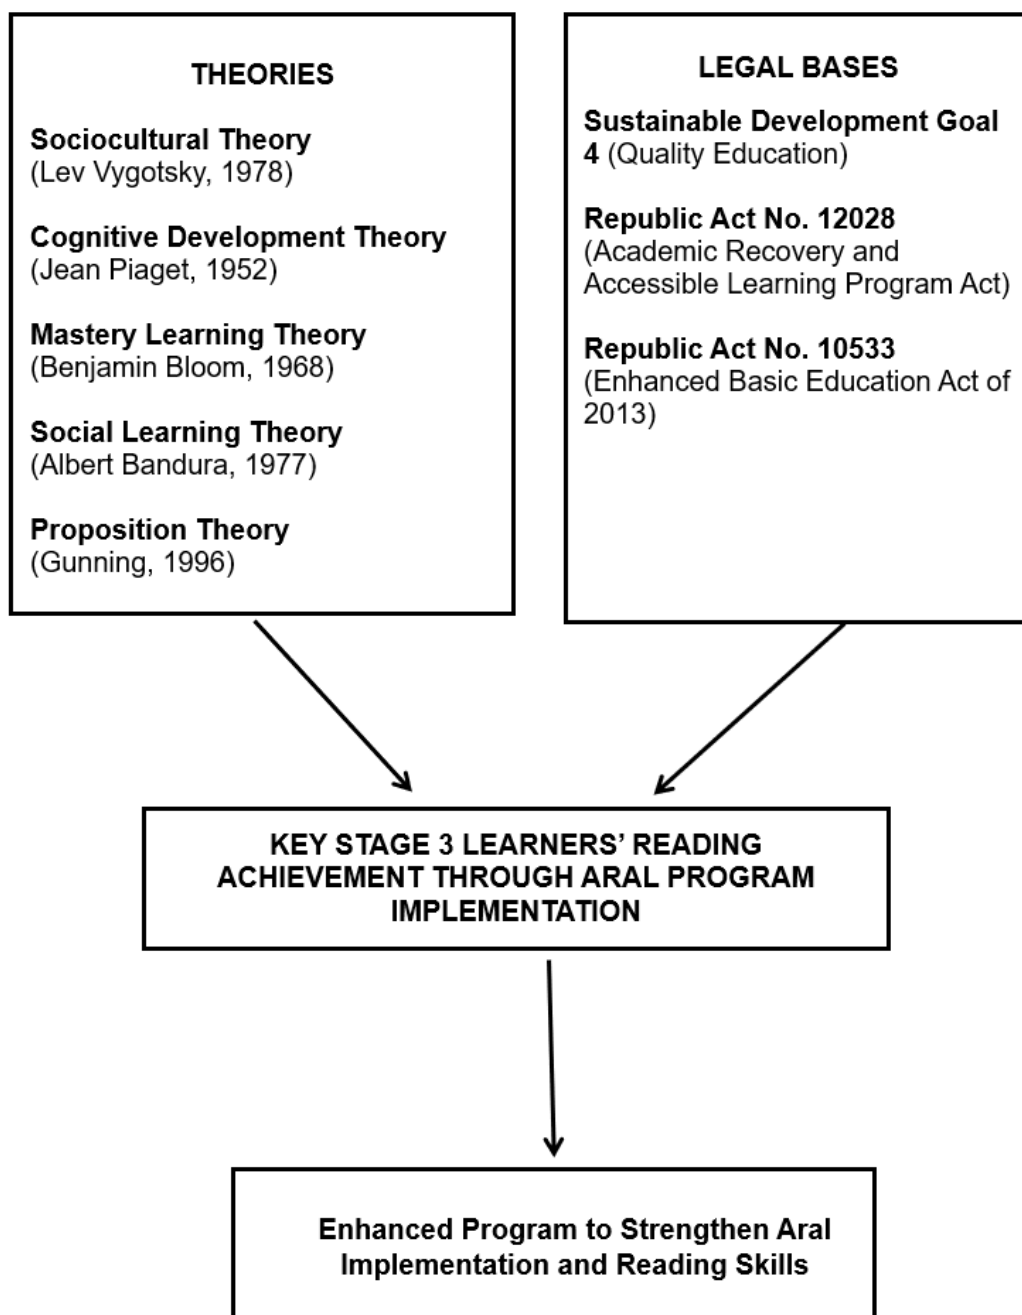 THEORIES
Sociocultural Theory
(Lev Vygotsky, 1978)
Cognitive Development Theory
(Jean Piaget, 1952)
Mastery Learning Theory
(Benjamin Bloom, 1968)
Social Learning Theory
(Albert Bandura, 1977)
Proposition Theory
(Gunning, 1996)
LEGAL BASES
Sustainable Development Goal
4 (Quality Education)
Republic Act No. 12028
(Academic Recovery and
Accessible Learning Program Act)
Republic Act No. 10533
(Enhanced Basic Education Act of
2013)
KEY STAGE 3 LEARNERS’ READING
ACHIEVEMENT THROUGH ARAL PROGRAM
IMPLEMENTATION
Enhanced Program to Strengthen Aral
Implementation and Reading Skills